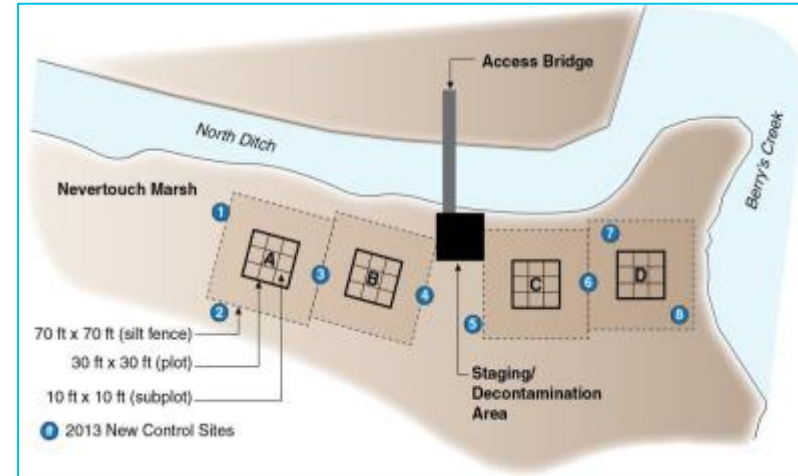 Access Bridge
North Ditch
Berry's Creek
Nevertouch Marsh
1
7
A
3
B
6
D
C
4
2
5
8
70 ft x 70 ft (silt fence)
30 ft x 30 ft (plot)
10 ft x 10 ft (subplot)
Staging/
Decontamination
Area
# 2013 New Control Sites